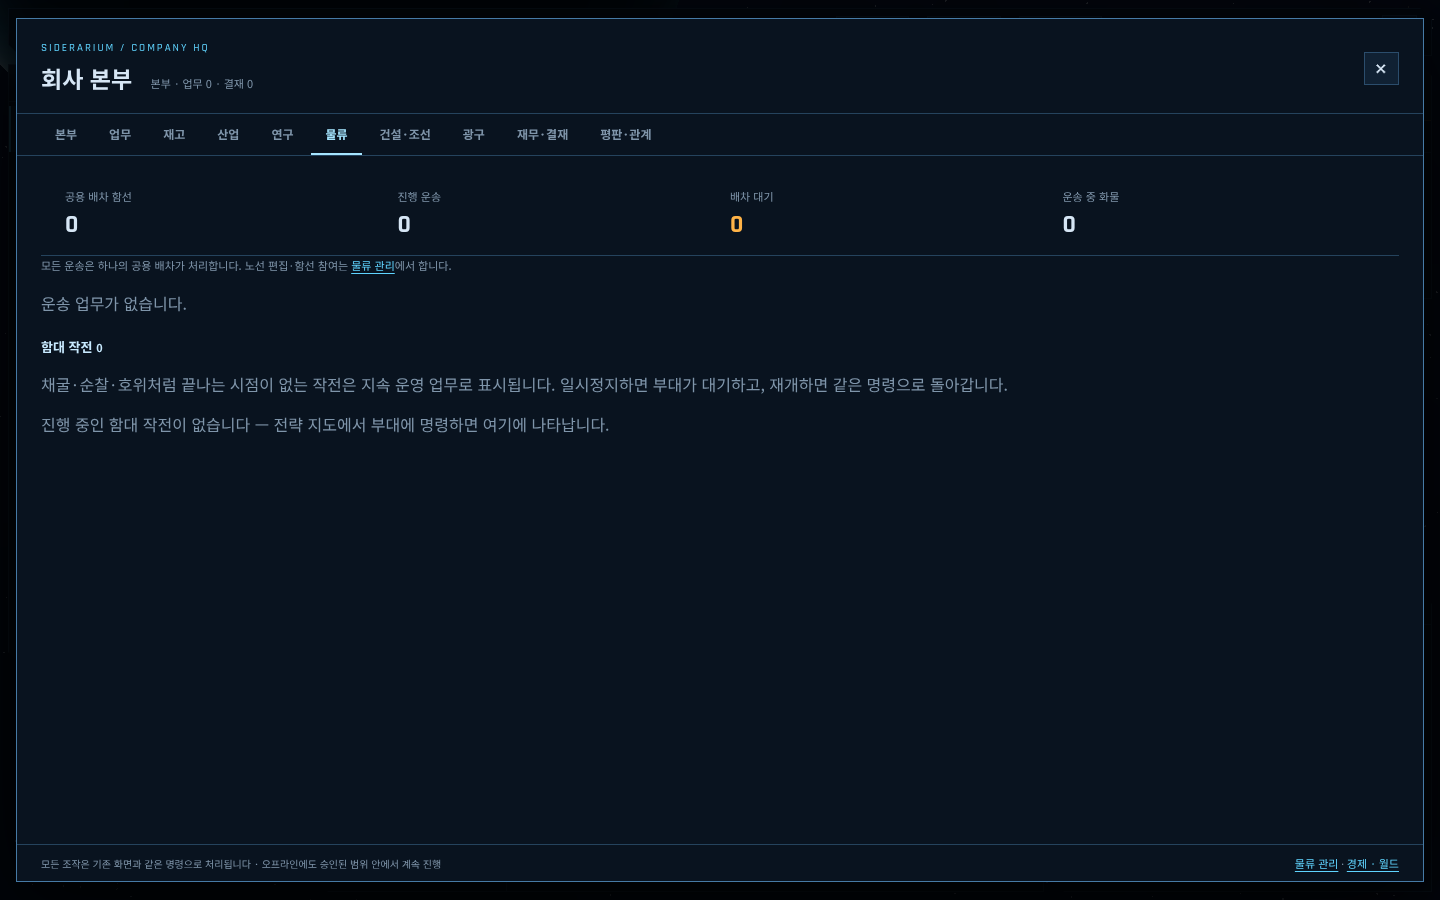 SIDERARIUM / COMPANY HQ
회사 본부 본부 · 업무 0 · 결재 0
×
본부 업무 재고 산업 연구 물류 건설·조선 광구 재무·결재 평판·관계
공용 배차 함선 진행 운송 배차 대기 운송 중 화물
0 0 0 0
모든 운송은 하나의 공용 배차가 처리합니다. 노선 편집·함선 참여는 물류 관리에서 합니다.
운송 업무가 없습니다.
함대 작전 0
채굴·순찰·호위처럼 끝나는 시점이 없는 작전은 지속 운영 업무로 표시됩니다. 일시정지하면 부대가 대기하고, 재개하면 같은 명령으로 돌아갑니다.
진행 중인 함대 작전이 없습니다 — 전략 지도에서 부대에 명령하면 여기에 나타납니다.
모든 조작은 기존 화면과 같은 명령으로 처리됩니다 · 오프라인에도 승인된 범위 안에서 계속 진행 물류 관리 · 경제 · 월드